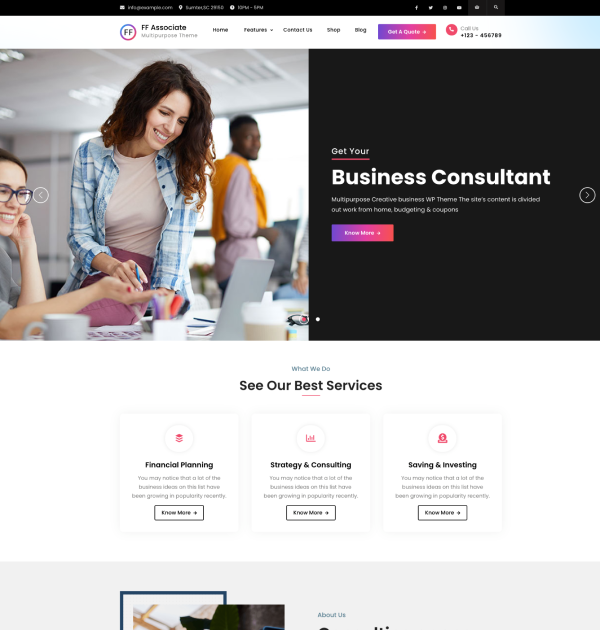 info@example.com Sumter,SC 29150 10PM - 5PM
FF
FF Associate
Multipurpose Theme
Home Features Contact Us Shop Blog
Get A Quote
Call Us
+123 - 456789
Get Your
Business Consultant
Multipurpose Creative business WP Theme The site's content is divided
out work from home, budgeting & coupons
Know More
What We Do
See Our Best Services
Financial Planning
You may notice that a lot of the
business ideas on this list have
been growing in popularity recently.
Know More
Strategy & Consulting
You may notice that a lot of the
business ideas on this list have
been growing in popularity recently.
Know More
Saving & Investing
You may notice that a lot of the
business ideas on this list have
been growing in popularity recently.
Know More
About Us